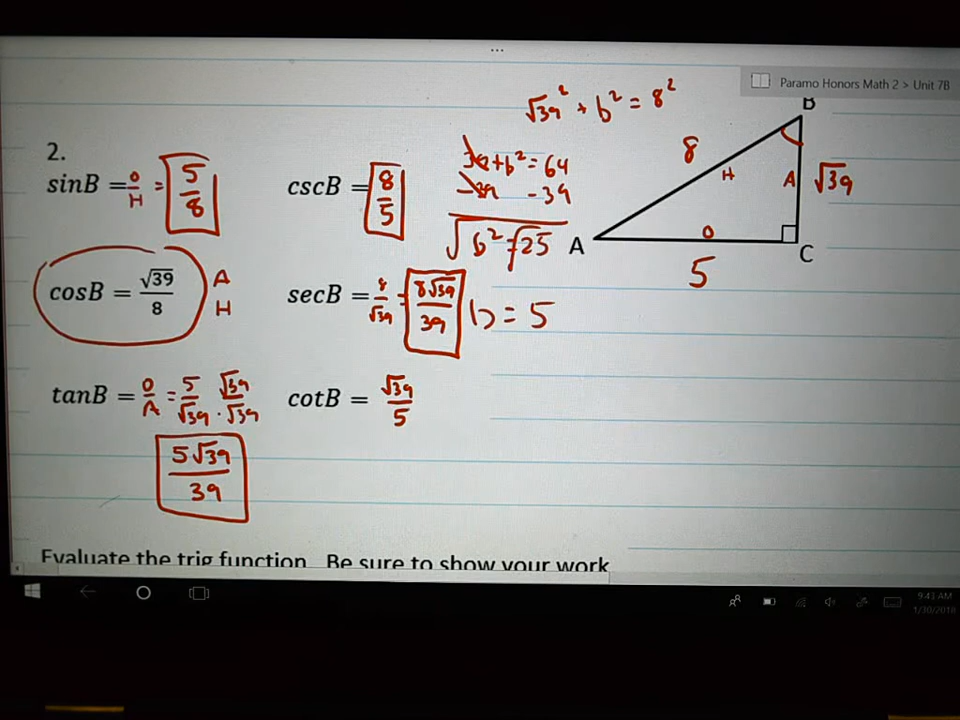 Paramo Honors Math 2 > Unit 7B
2.
sinB = O/H = 5/8
cscB = 8/5
cosB = √39/8 A H
secB = 8/√39 = 8√39/39
tanB = O/A = 5/√39 · √39/√39
5√39/39
cotB = √39/5
√39² + b² = 8²
39 + b² = 64
-39 -39
√b² = √25
b = 5
B
8
H
A
√39
A
O
C
5
Evaluate the trig function. Be sure to show your work
9:41 AM
1/30/2018